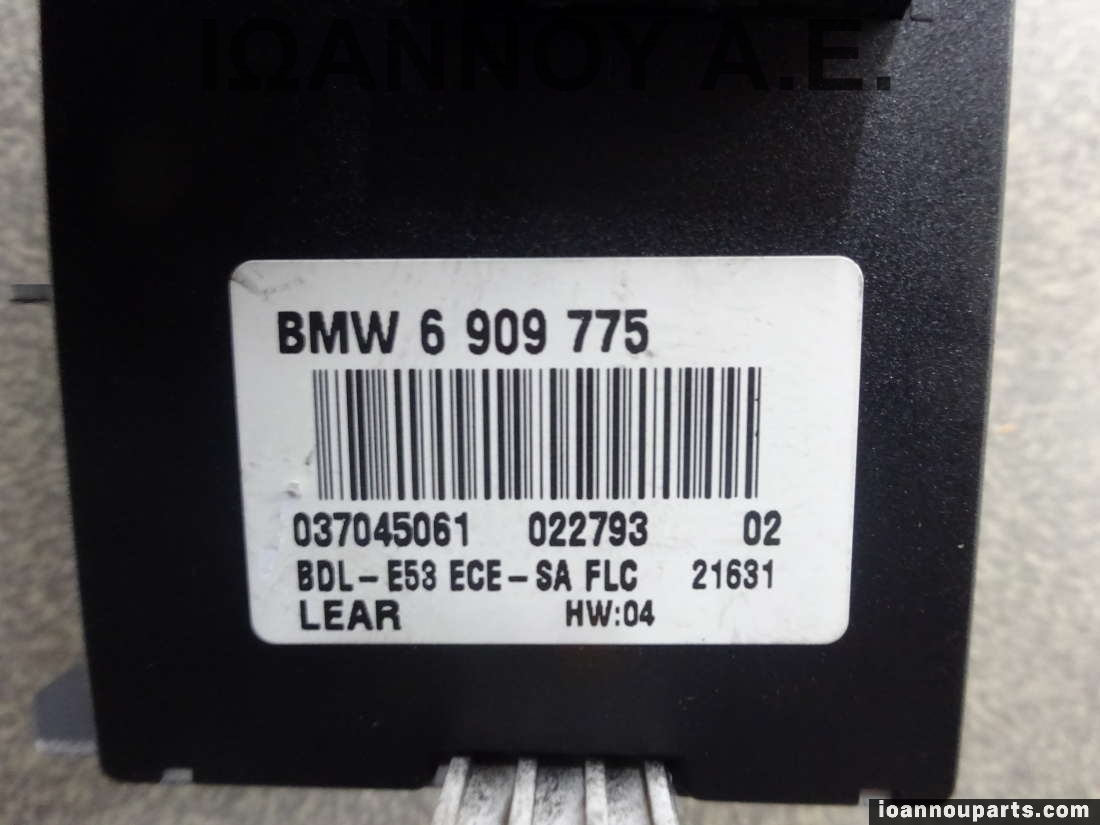 ΙΩΑΝΝΟΥ Α.Ε.
BMW 6 909 775
037045061 022793 02
BDL-E53 ECE-SA FLC 21631
LEAR HW:04
ioannouparts.com